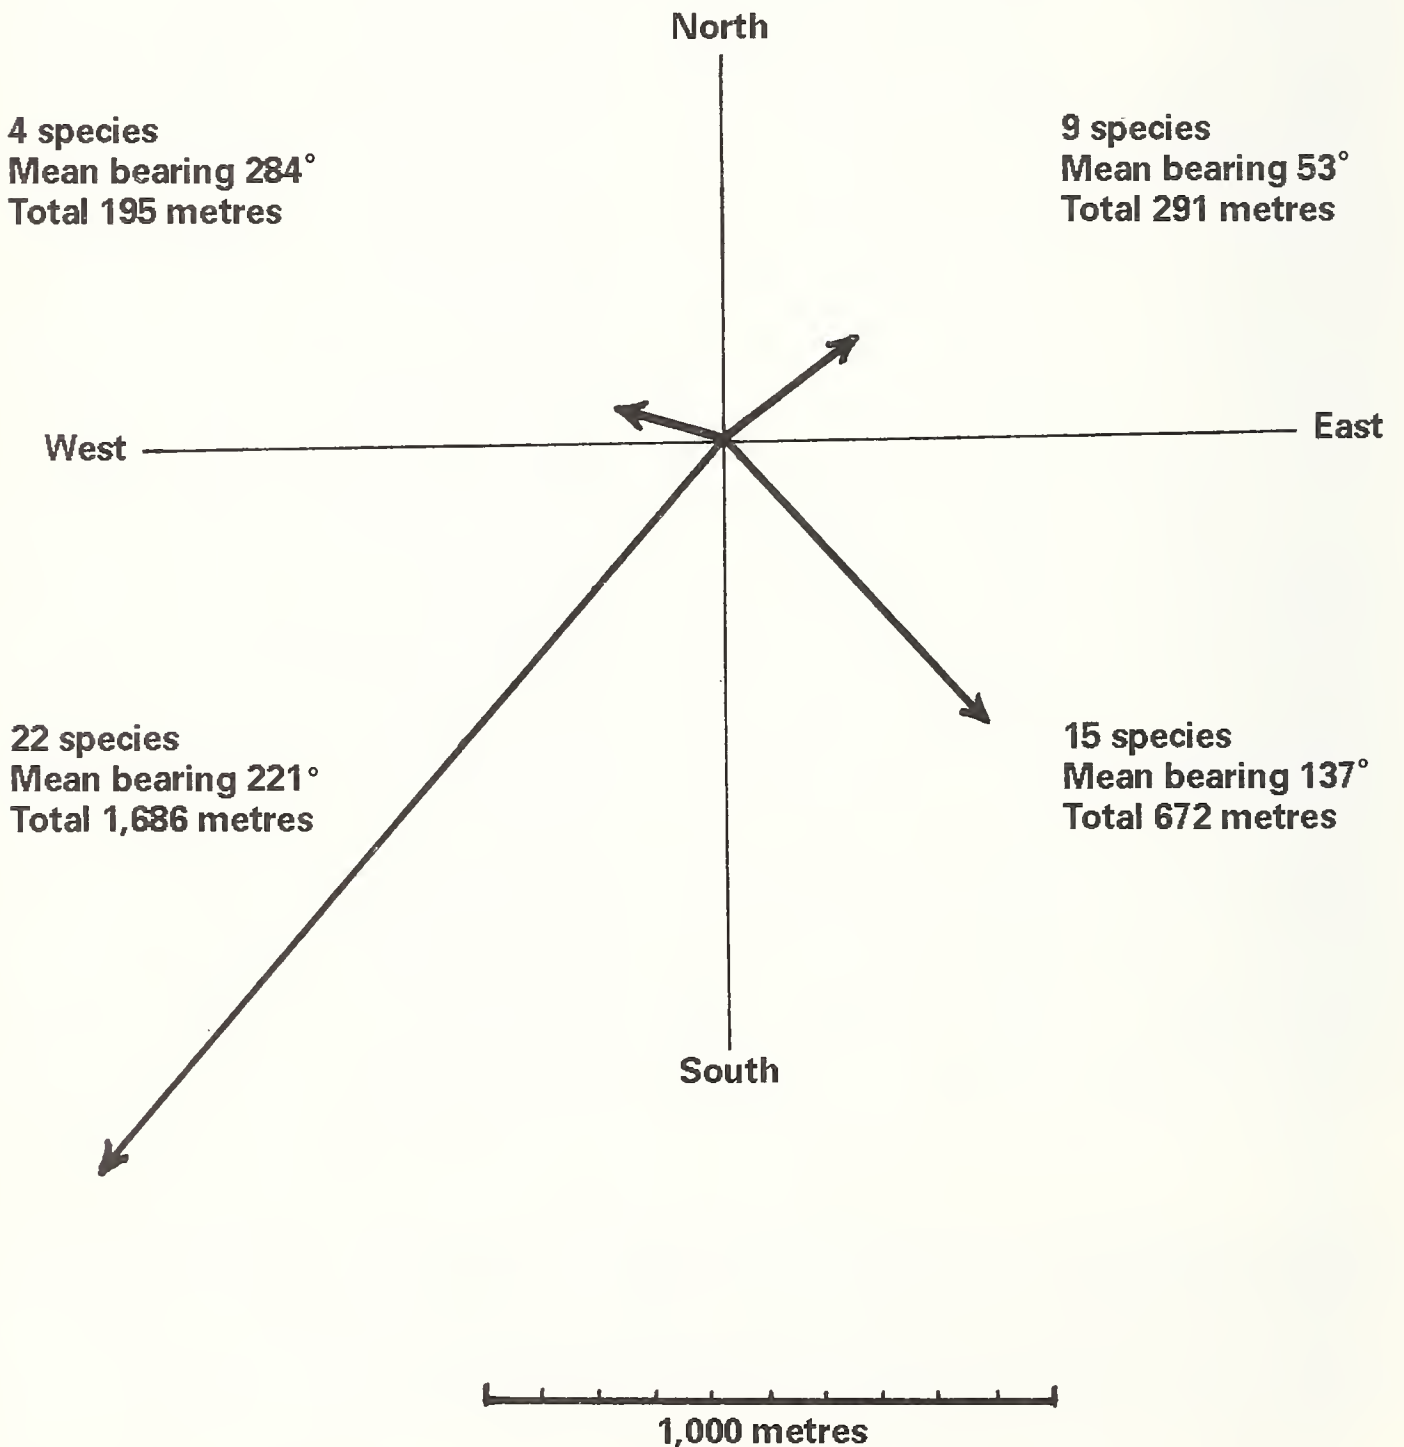 North
4 species
Mean bearing 284°
Total 195 metres
9 species
Mean bearing 53°
Total 291 metres
West
East
22 species
Mean bearing 221°
Total 1,686 metres
15 species
Mean bearing 137°
Total 672 metres
South
1,000 metres